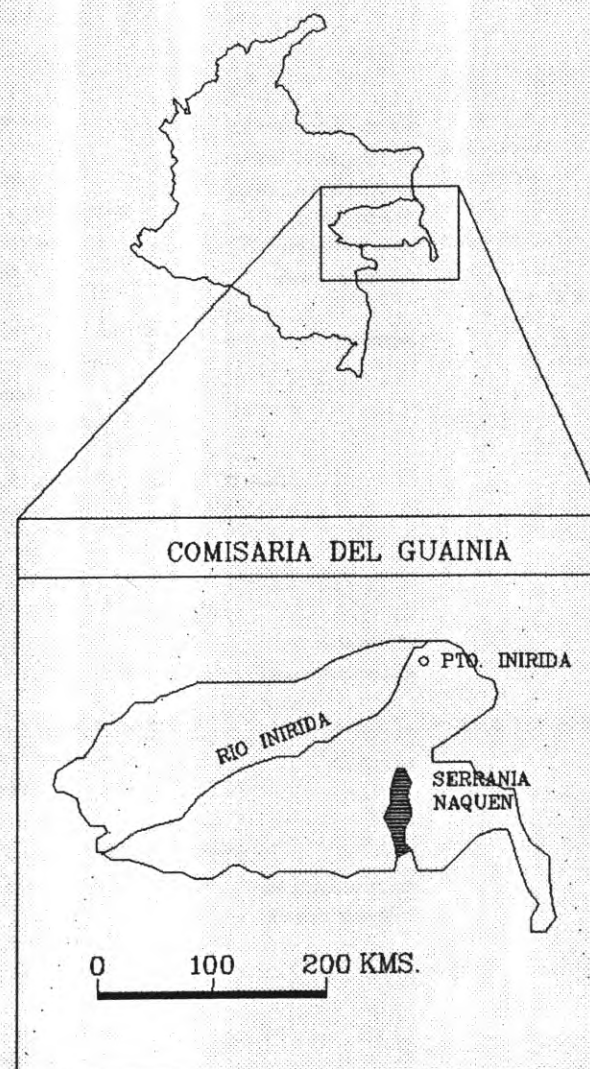 COMISARIA DEL GUAINIA
PTO. INIRIDA
RIO INIRIDA
SERRANIA
NAQUEN
0 100 200 KMS.